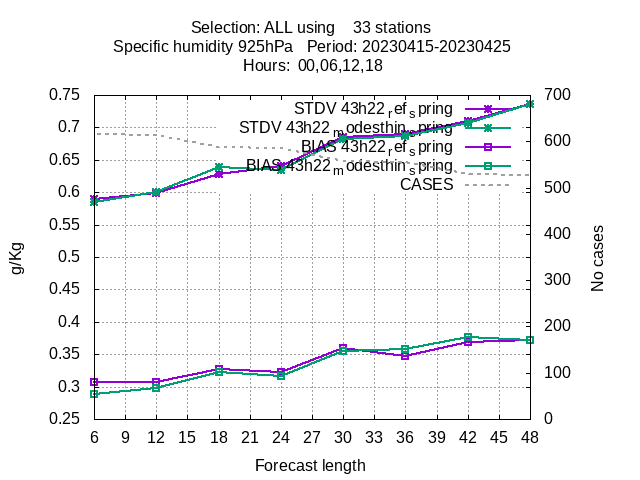 Selection: ALL using 33 stations
Specific humidity 925hPa Period: 20230415-20230425
Hours: 00,06,12,18
0.75
0.7
0.65
0.6
0.55
0.5
0.45
0.4
0.35
0.3
0.25
g/Kg
STDV 43h22_ref_spring
STDV 43h22_modesthin_spring
BIAS 43h22_ref_spring
BIAS 43h22_modesthin_spring
CASES
700
600
500
400
300
200
100
0
No cases
6 9 12 15 18 21 24 27 30 33 36 39 42 45 48
Forecast length